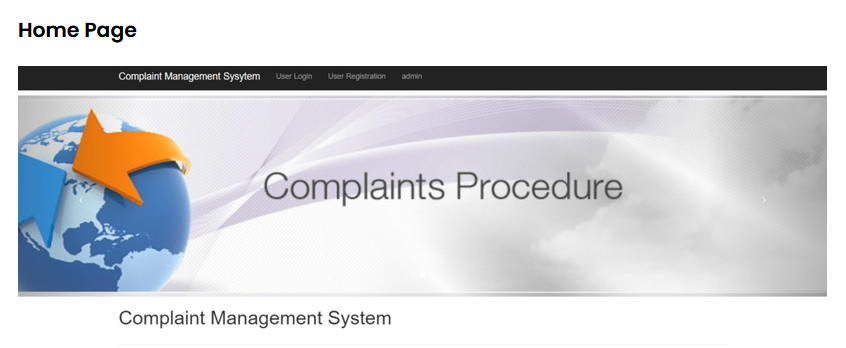 Home Page
Complaint Management Sysytem User Login User Registration admin
Complaints Procedure
Complaint Management System